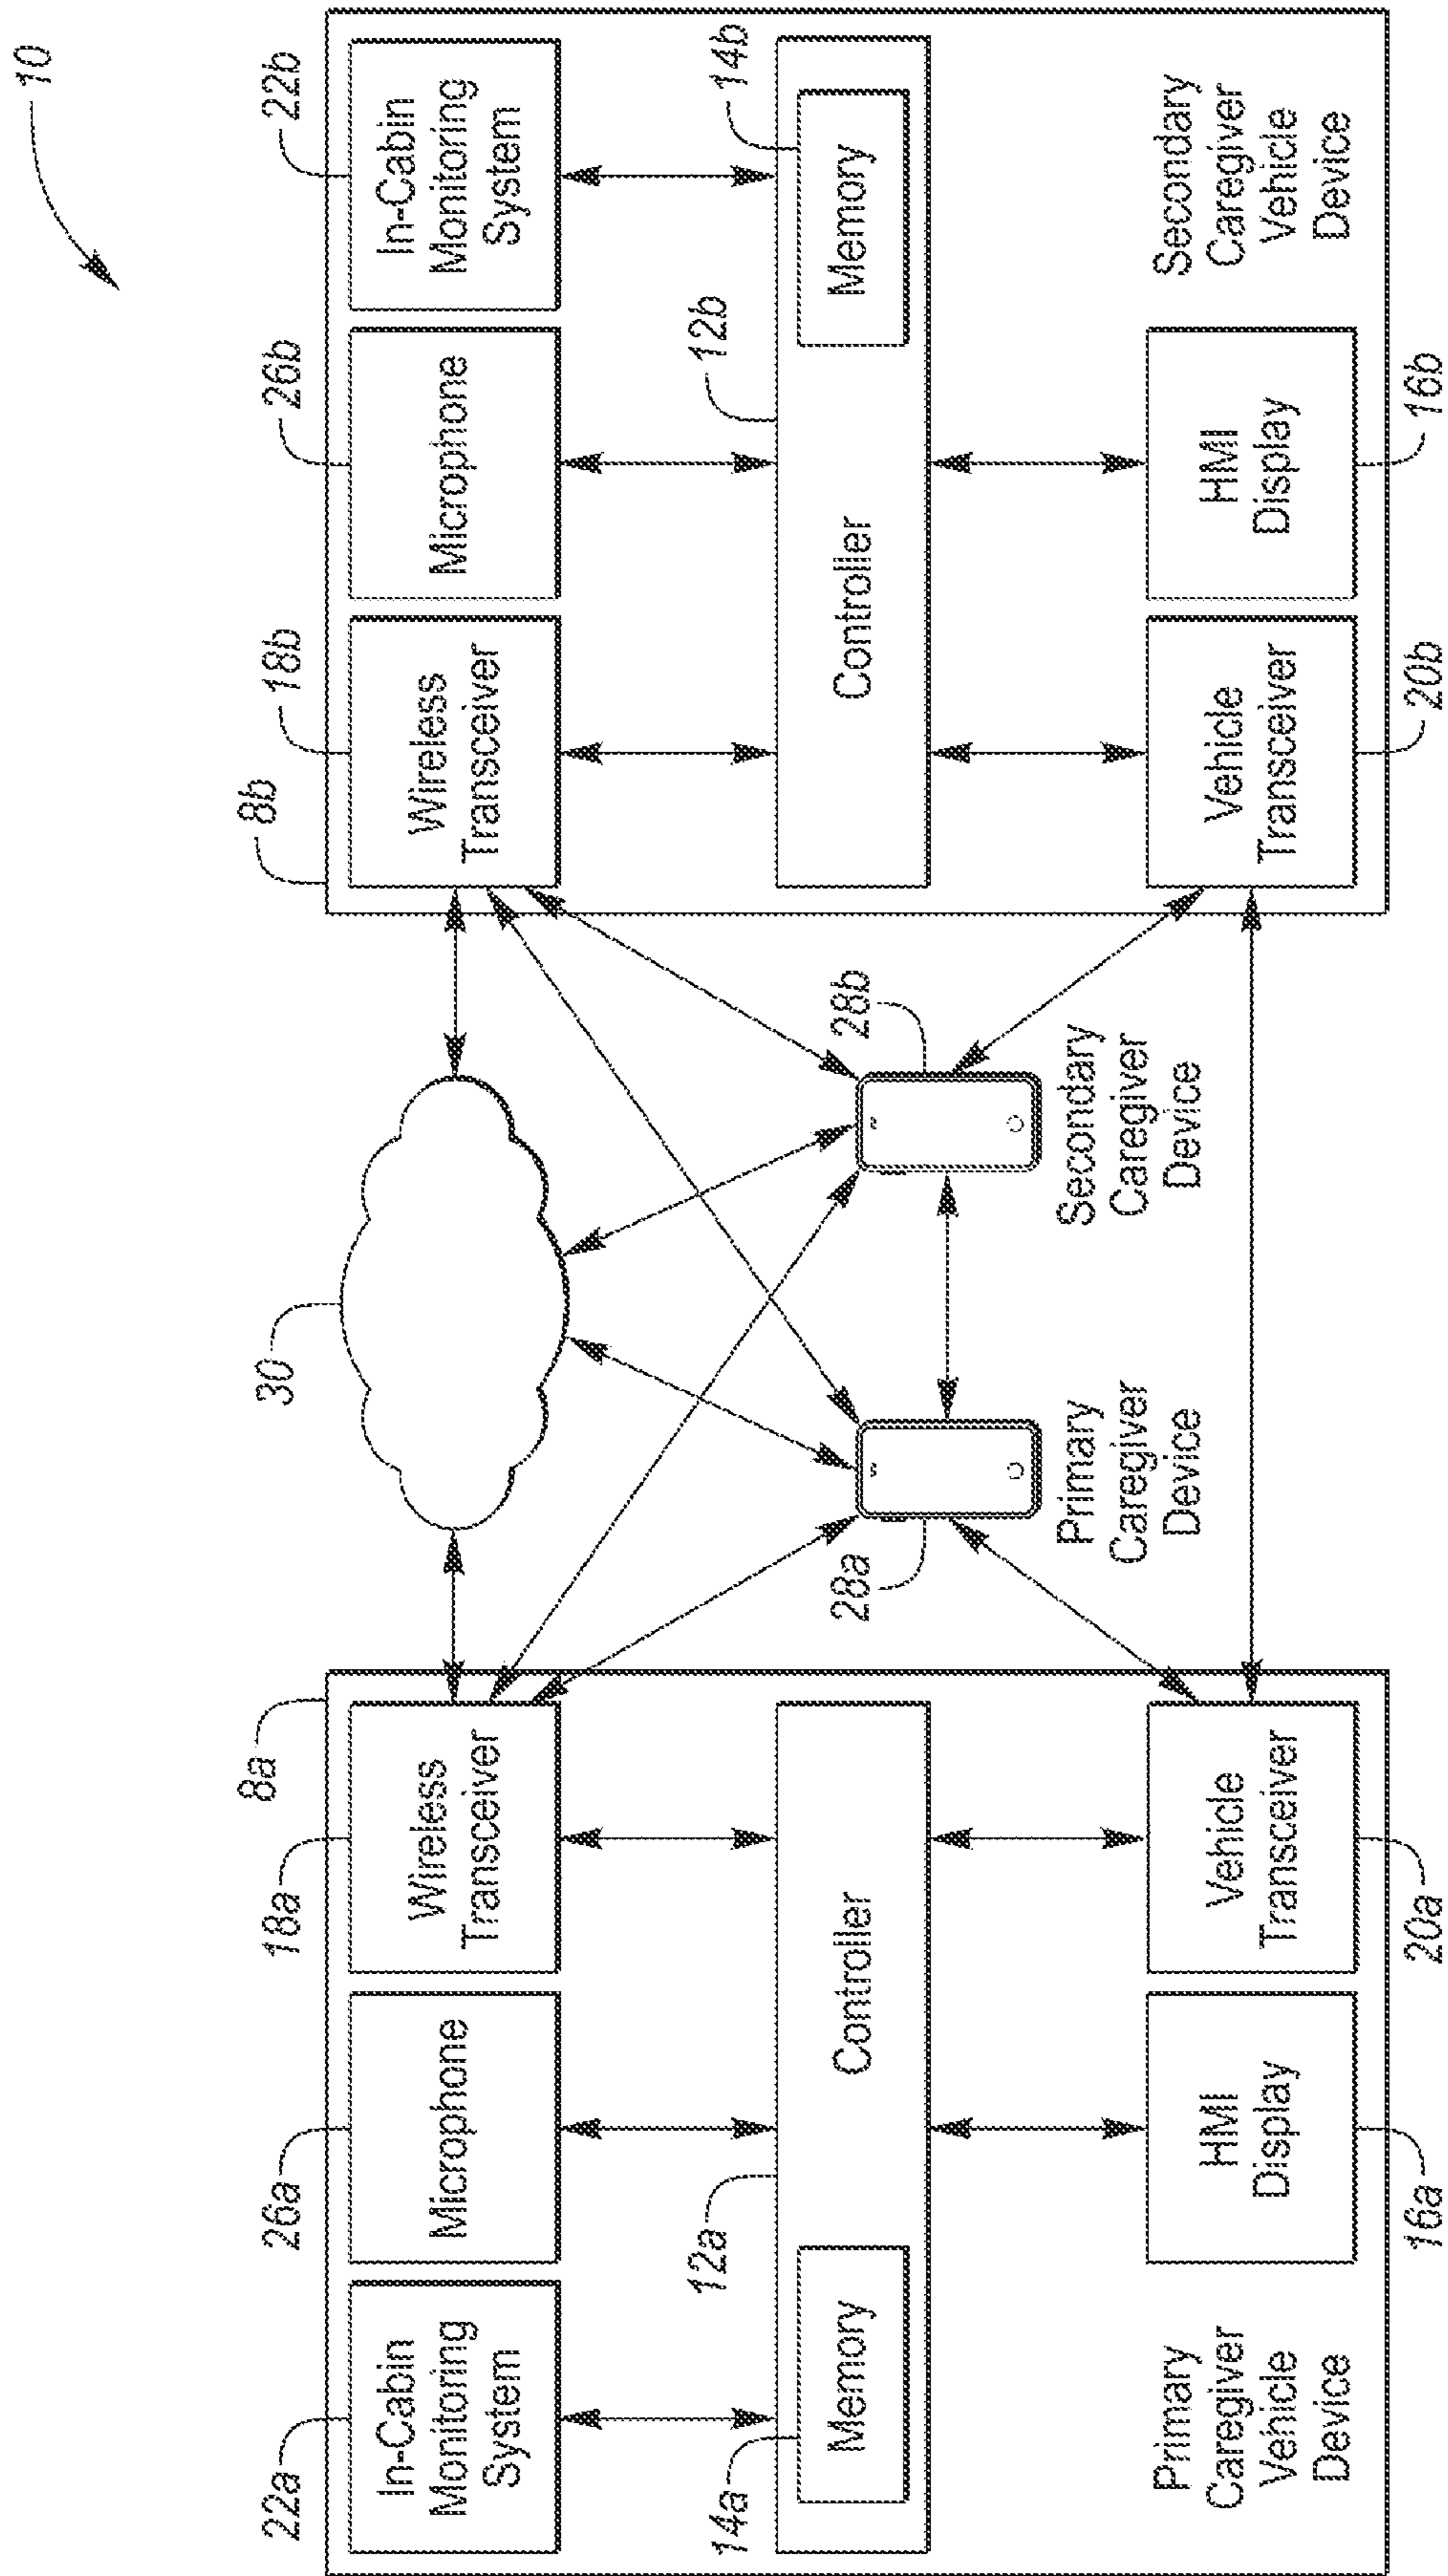 10
8a
22a
26a
18a
In-Cabin
Monitoring
System
Microphone
Wireless
Transceiver
12a
14a
Memory
Controller
Primary
Caregiver
Vehicle
Device
HMI
Display
Vehicle
Transceiver
16a
20a
30
28a
Primary
Caregiver
Device
28b
Secondary
Caregiver
Device
8b
18b
26b
22b
Wireless
Transceiver
Microphone
In-Cabin
Monitoring
System
12b
14b
Controller
Memory
Vehicle
Transceiver
HMI
Display
Secondary
Caregiver
Vehicle
Device
20b
16b